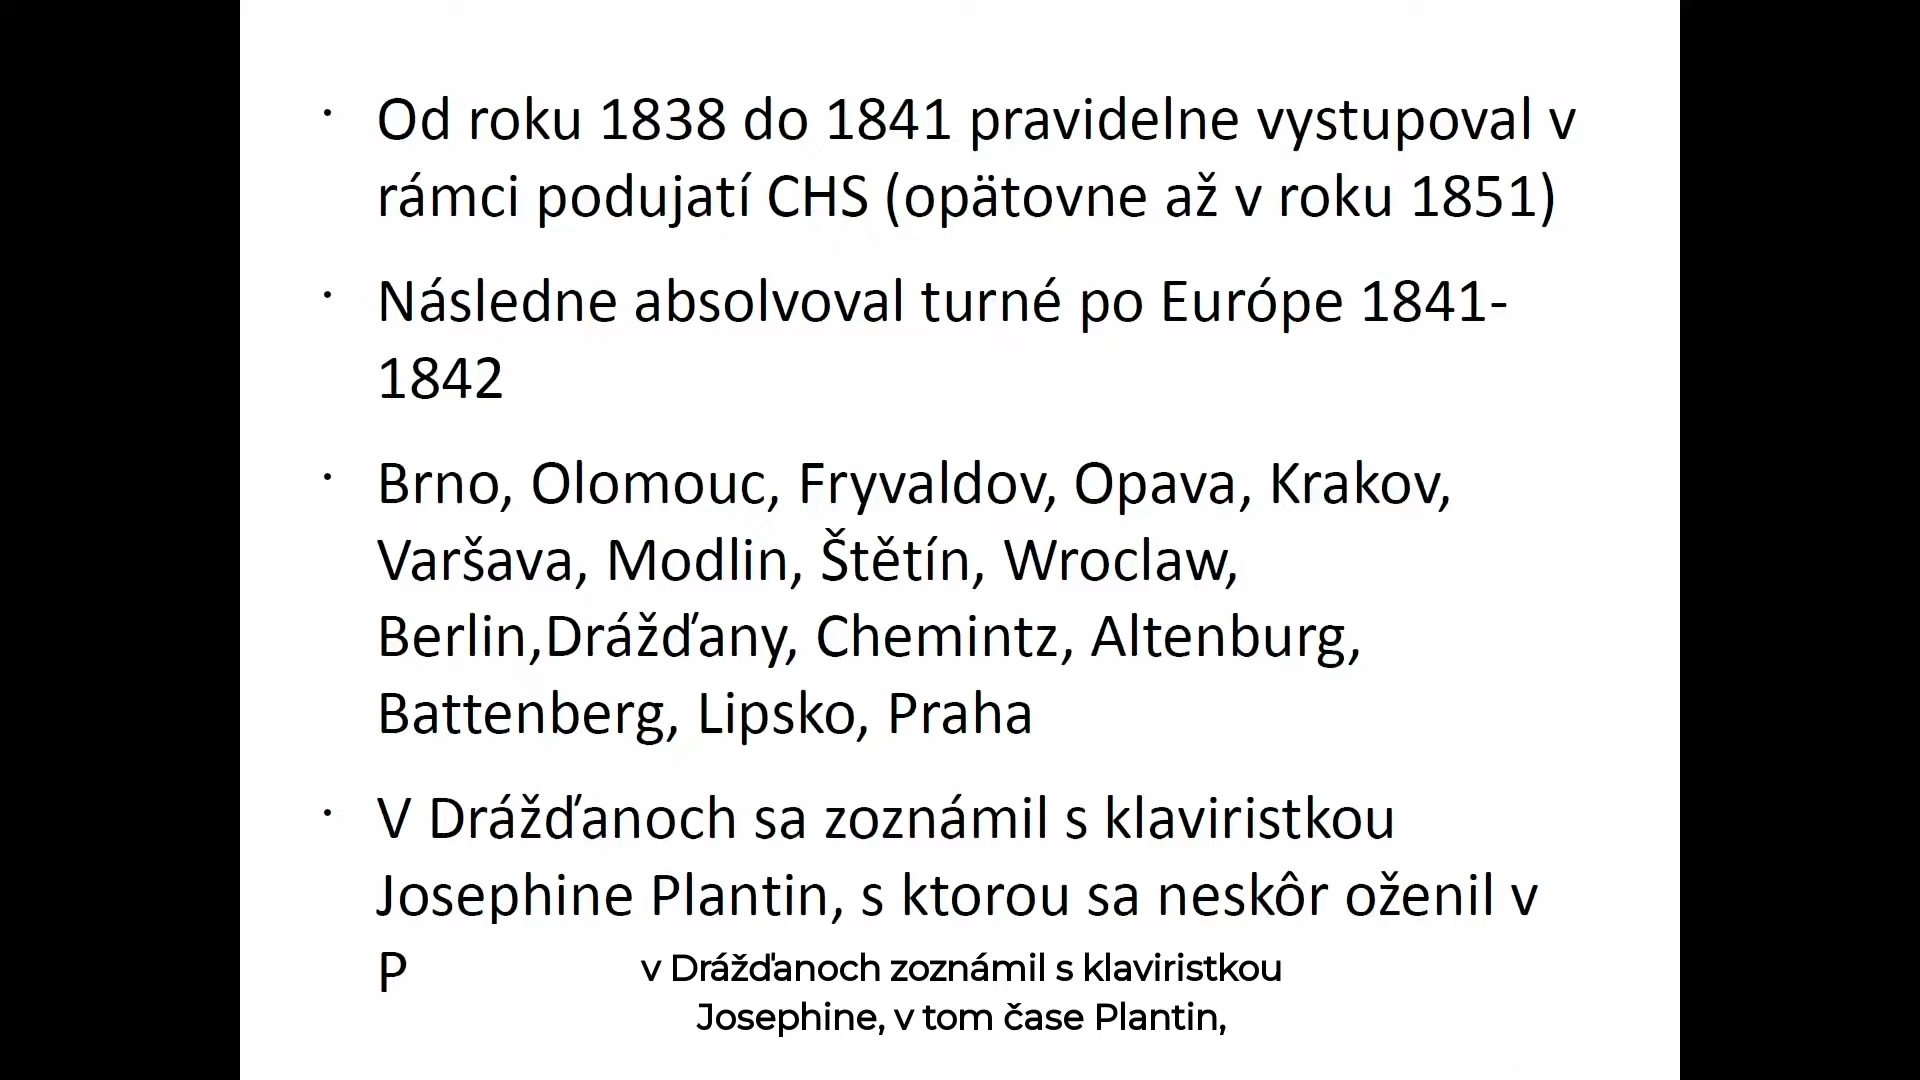 Od roku 1838 do 1841 pravidelne vystupoval v
rámci podujatí CHS (opätovne až v roku 1851)
Následne absolvoval turné po Európe 1841-
1842
Brno, Olomouc, Fryvaldov, Opava, Krakov,
Varšava, Modlin, Štětín, Wroclaw,
Berlin,Drážďany, Chemintz, Altenburg,
Battenberg, Lipsko, Praha
V Drážďanoch sa zoznámil s klaviristkou
Josephine Plantin, s ktorou sa neskôr oženil v
v Drážďanoch zoznámil s klaviristkou
Josephine, v tom čase Plantin,